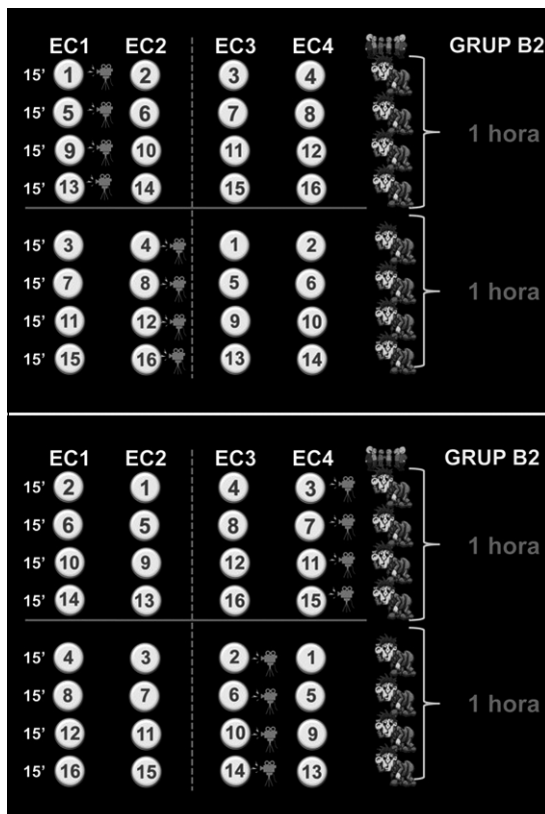 EC1 EC2 EC3 EC4 GRUP B2
15' 1 2 3 4
15' 5 6 7 8
15' 9 10 11 12
15' 13 14 15 16
1 hora
15' 3 4 1 2
15' 7 8 5 6
15' 11 12 9 10
15' 15 16 13 14
1 hora
EC1 EC2 EC3 EC4 GRUP B2
15' 2 1 4 3
15' 6 5 8 7
15' 10 9 12 11
15' 14 13 16 15
1 hora
15' 4 3 2 1
15' 8 7 6 5
15' 12 11 10 9
15' 16 15 14 13
1 hora